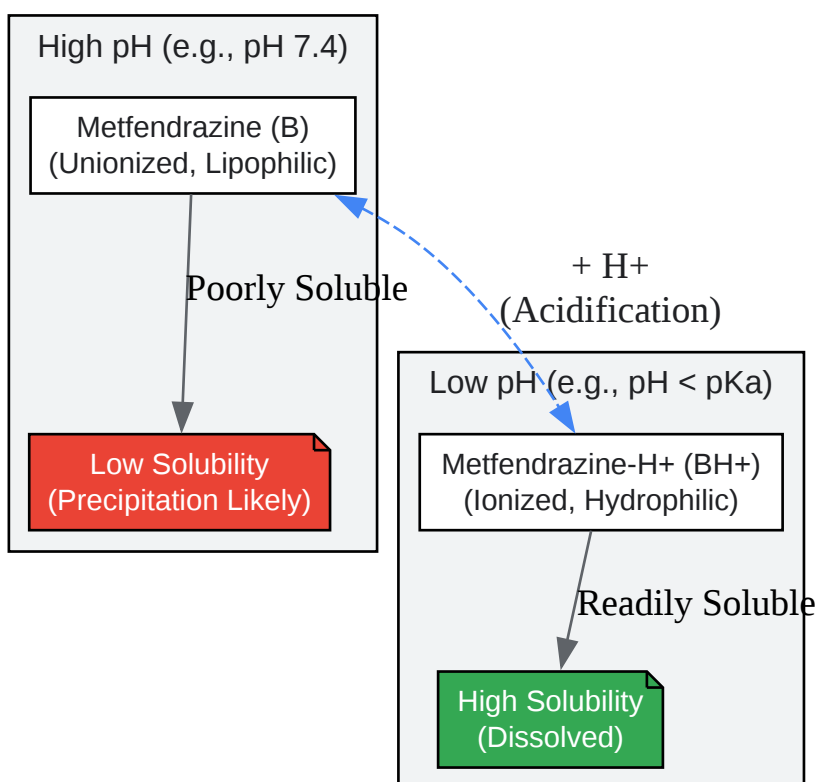 High pH (e.g., pH 7.4)
Metfendrazine (B)
(Unionized, Lipophilic)
Poorly Soluble
+ H+
(Acidification)
Low Solubility
(Precipitation Likely)
Low pH (e.g., pH < pKa)
Metfendrazine-H+ (BH+)
(Ionized, Hydrophilic)
Readily Soluble
High Solubility
(Dissolved)